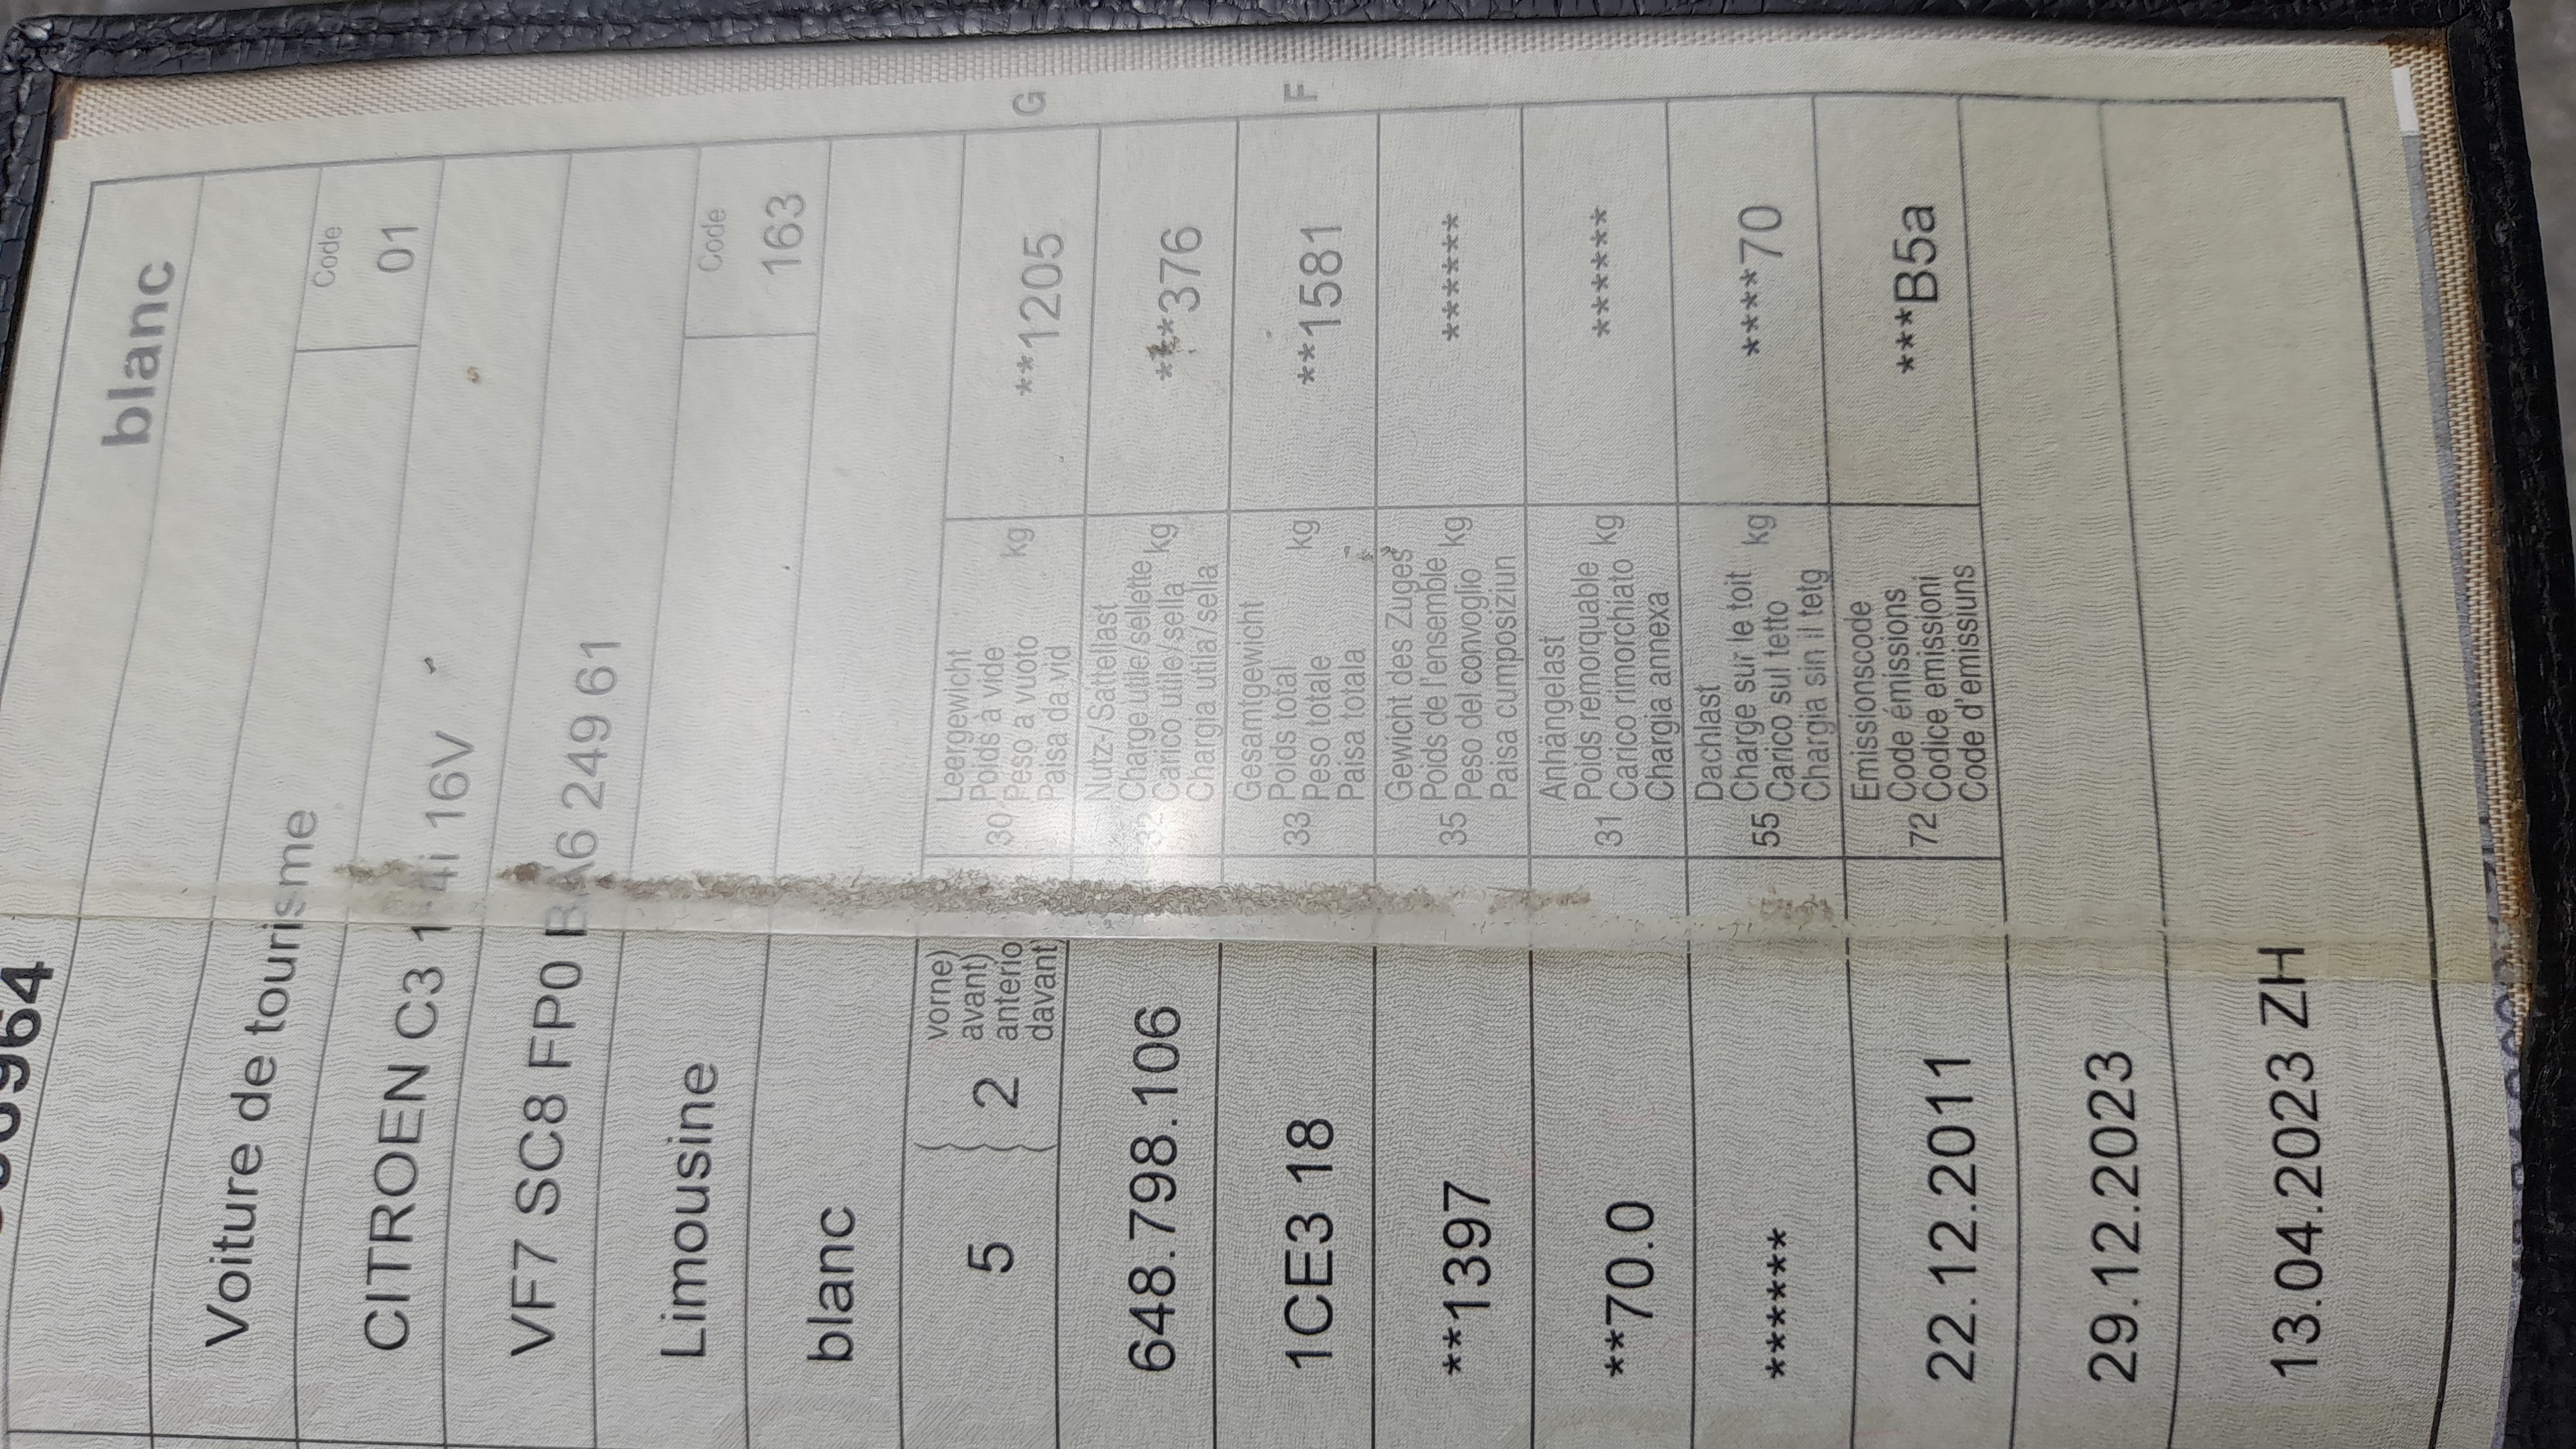 blanc
Voiture de tourisme
Code
01
CITROEN C3 1.4i 16V
VF7 SC8 FP0 BA6 249 61
Limousine
Code
163
blanc
5 2 vorne)
avant)
anterio
davant)
Leergewicht
30 Poids à vide
Peso a vuoto kg
Paisa da vid
**1205 G
648.798.106
Nutz-/Sattellast
32 Charge utile/sellette kg
Carico utile/sella
Chargia utila/sella
***376
1CE3 18
Gesamtgewicht
33 Poids total kg
Peso totale
Paisa totala
**1581 F
**1397
Gewicht des Zuges
35 Poids de l'ensemble kg
Peso del convoglio
Paisa cumposiziun
*******
**70.0
Anhängelast
31 Poids remorquable kg
Carico rimorchiato
Chargia annexa
*******
*******
Dachlast
55 Charge sur le toit kg
Carico sul tetto
Chargia sin il tetg
*****70
22.12.2011
Emissionscode
72 Code émissions
Codice emissioni
Code d'emissiuns
***B5a
29.12.2023
13.04.2023 ZH